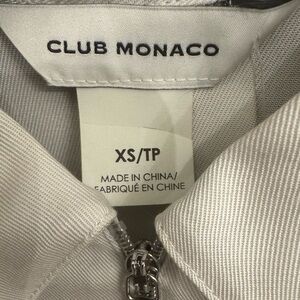 CLUB MONACO
XS/TP
MADE IN CHINA/
FABRIQUÉ EN CHINE